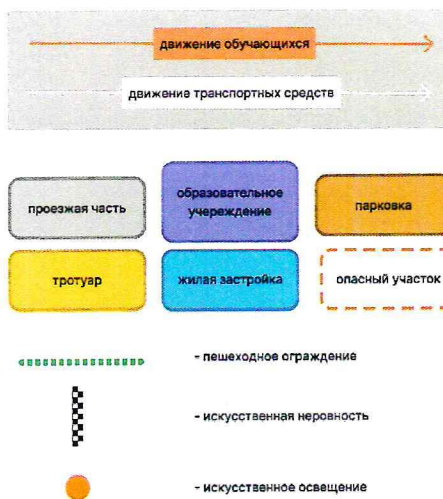 движение обучающихся
движение транспортных средств
проезжая часть
образовательное
учереждение
парковка
тротуар
жилая застройка
опасный участок
- пешеходное ограждение
- искусственная неровность
- искусственное освещение